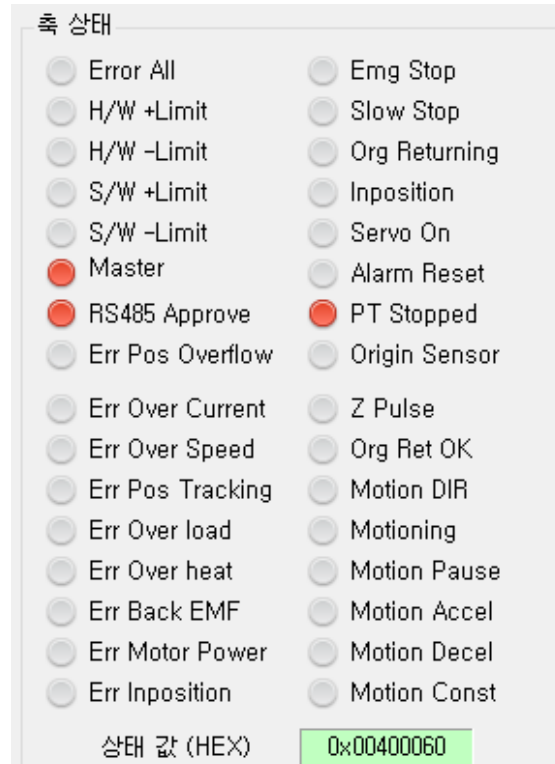 축 상태
Error All
H/W +Limit
H/W -Limit
S/W +Limit
S/W -Limit
Master
RS485 Approve
Err Pos Overflow
Err Over Current
Err Over Speed
Err Pos Tracking
Err Over load
Err Over heat
Err Back EMF
Err Motor Power
Err Inposition
Emg Stop
Slow Stop
Org Returning
Inposition
Servo On
Alarm Reset
PT Stopped
Origin Sensor
Z Pulse
Org Ret OK
Motion DIR
Motioning
Motion Pause
Motion Accel
Motion Decel
Motion Const
상태 값 (HEX) 0x00400060